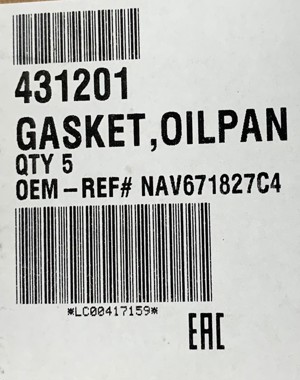 431201
GASKET,OILPAN
QTY 5
OEM-REF# NAV671827C4
*LC00417159*
EAC